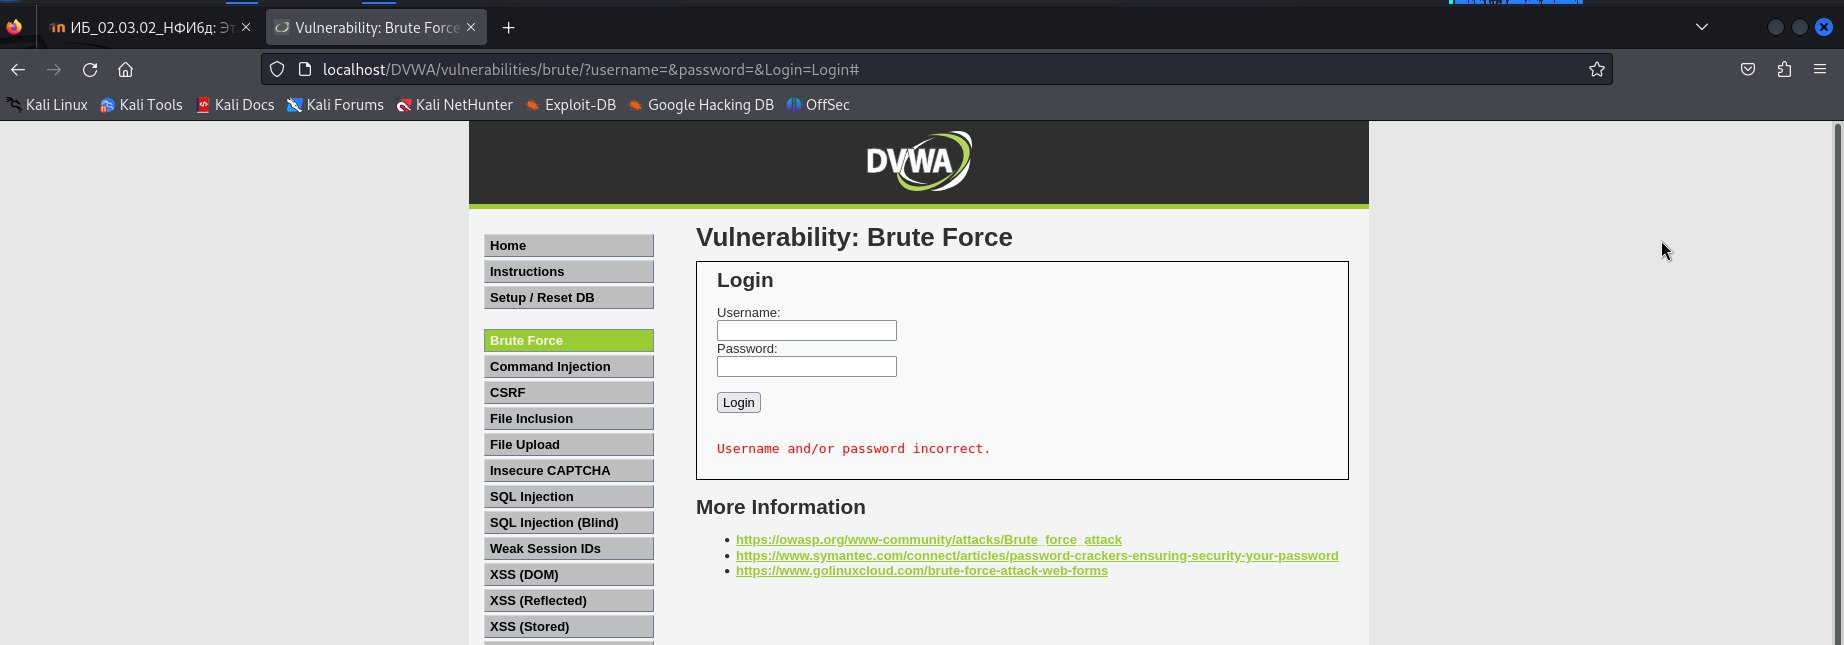 ИБ_02.03.02_НФИбд: Эт
Vulnerability: Brute Force
localhost/DVWA/vulnerabilities/brute/?username=&password=&Login=Login#
Kali Linux
Kali Tools
Kali Docs
Kali Forums
Kali NetHunter
Exploit-DB
Google Hacking DB
OffSec
DVWA
Home
Instructions
Setup / Reset DB
Brute Force
Command Injection
CSRF
File Inclusion
File Upload
Insecure CAPTCHA
SQL Injection
SQL Injection (Blind)
Weak Session IDs
XSS (DOM)
XSS (Reflected)
XSS (Stored)
Vulnerability: Brute Force
Login
Username:
Password:
Login
Username and/or password incorrect.
More Information
https://owasp.org/www-community/attacks/Brute_force_attack
https://www.symantec.com/connect/articles/password-crackers-ensuring-security-your-password
https://www.golinuxcloud.com/brute-force-attack-web-forms